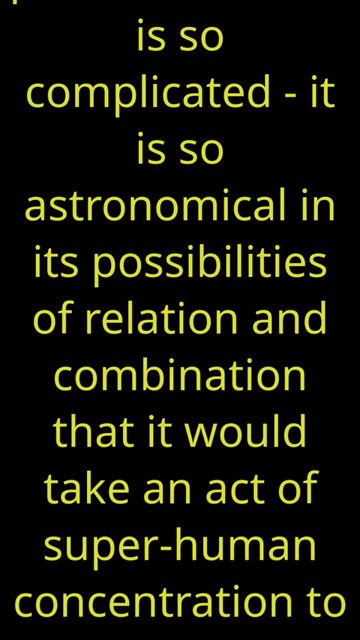 is so
complicated - it
is so
astronomical in
its possibilities
of relation and
combination
that it would
take an act of
super-human
concentration to